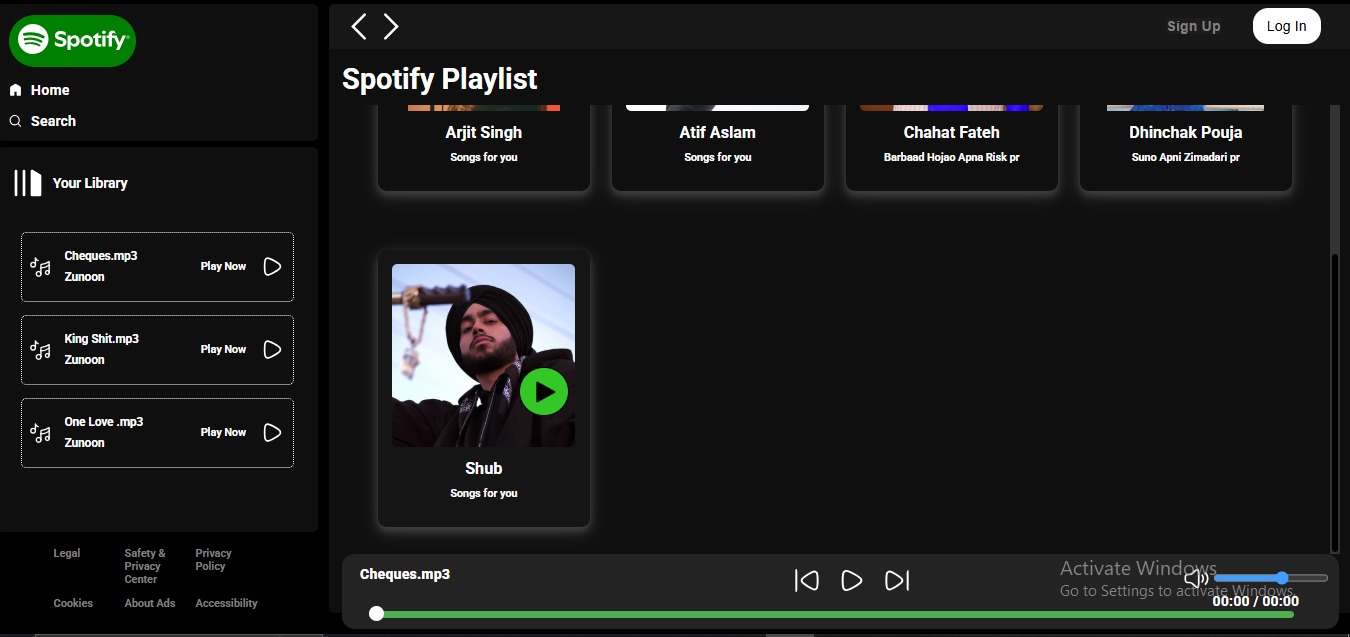 Spotify
Home
Search
Your Library
Cheques.mp3
Zunoon
Play Now
King Shit.mp3
Zunoon
Play Now
One Love .mp3
Zunoon
Play Now
Legal
Safety &
Privacy
Center
Privacy
Policy
Cookies
About Ads
Accessibility
Sign Up
Log In
Spotify Playlist
Arjit Singh
Songs for you
Atif Aslam
Songs for you
Chahat Fateh
Barbaad Hojao Apna Risk pr
Dhinchak Pouja
Suno Apni Zimadari pr
Shub
Songs for you
Cheques.mp3
Activate Windows
Go to Settings to activate Windows.
00:00 / 00:00